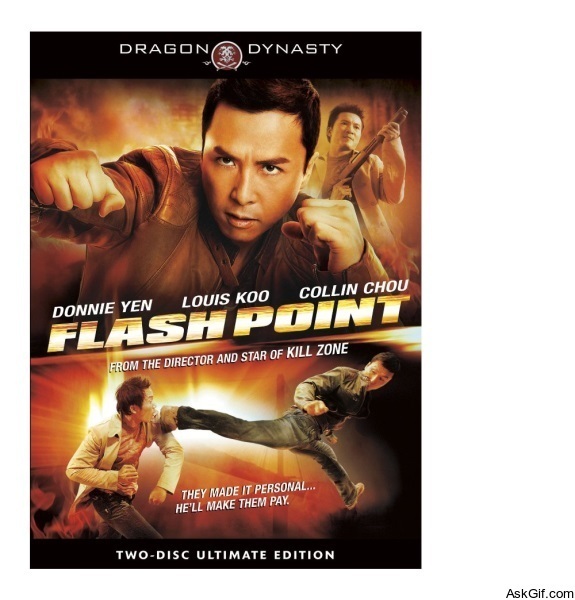 DRAGON DYNASTY
DONNIE YEN LOUIS KOO COLLIN CHOU
FLASH POINT
FROM THE DIRECTOR AND STAR OF KILL ZONE
THEY MADE IT PERSONAL...
HE'LL MAKE THEM PAY.
TWO-DISC ULTIMATE EDITION
AskGif.com